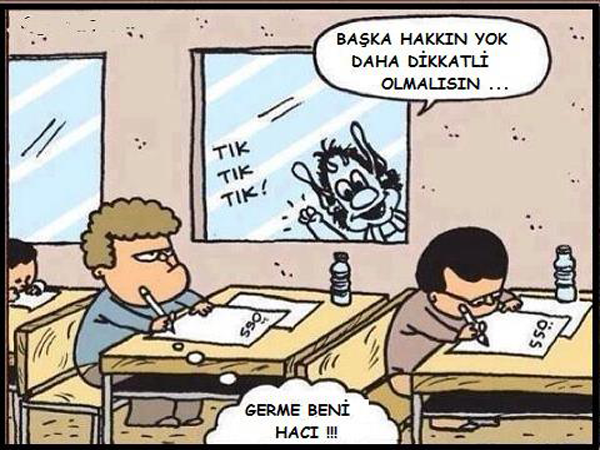 BAŞKA HAKKIN YOK
DAHA DİKKATLİ
OLMALISIN ...
TIK
TIK
TIK!
ÖSS
ÖSS
GERME BENİ
HACI !!!